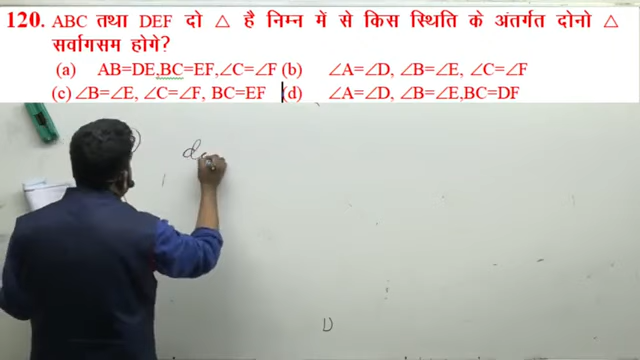 120. ABC तथा DEF दो △ है निम्न में से किस स्थिति के अंतर्गत दोनो △
सर्वागसम होगे?
(a) AB=DE,BC=EF,∠C=∠F (b) ∠A=∠D, ∠B=∠E, ∠C=∠F
(c) ∠B=∠E, ∠C=∠F, BC=EF (d) ∠A=∠D, ∠B=∠E,BC=DF
D